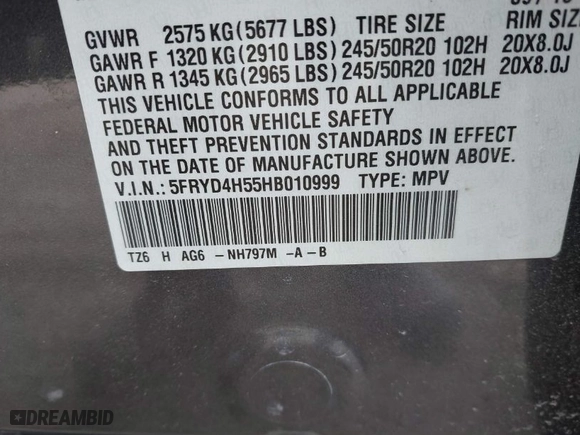 GVWR 2575 KG(5677 LBS) TIRE SIZE RIM SIZE
GAWR F 1320 KG(2910 LBS)245/50R20 102H 20X8.0J
GAWR R 1345 KG(2965 LBS)245/50R20 102H 20X8.0J
THIS VEHICLE CONFORMS TO ALL APPLICABLE
FEDERAL MOTOR VEHICLE SAFETY
AND THEFT PREVENTION STANDARDS IN EFFECT
ON THE DATE OF MANUFACTURE SHOWN ABOVE.
V.I.N.: 5FRYD4H55HB010999 TYPE: MPV
TZ6 H AG6 -NH797M -A-B
DREAMBID